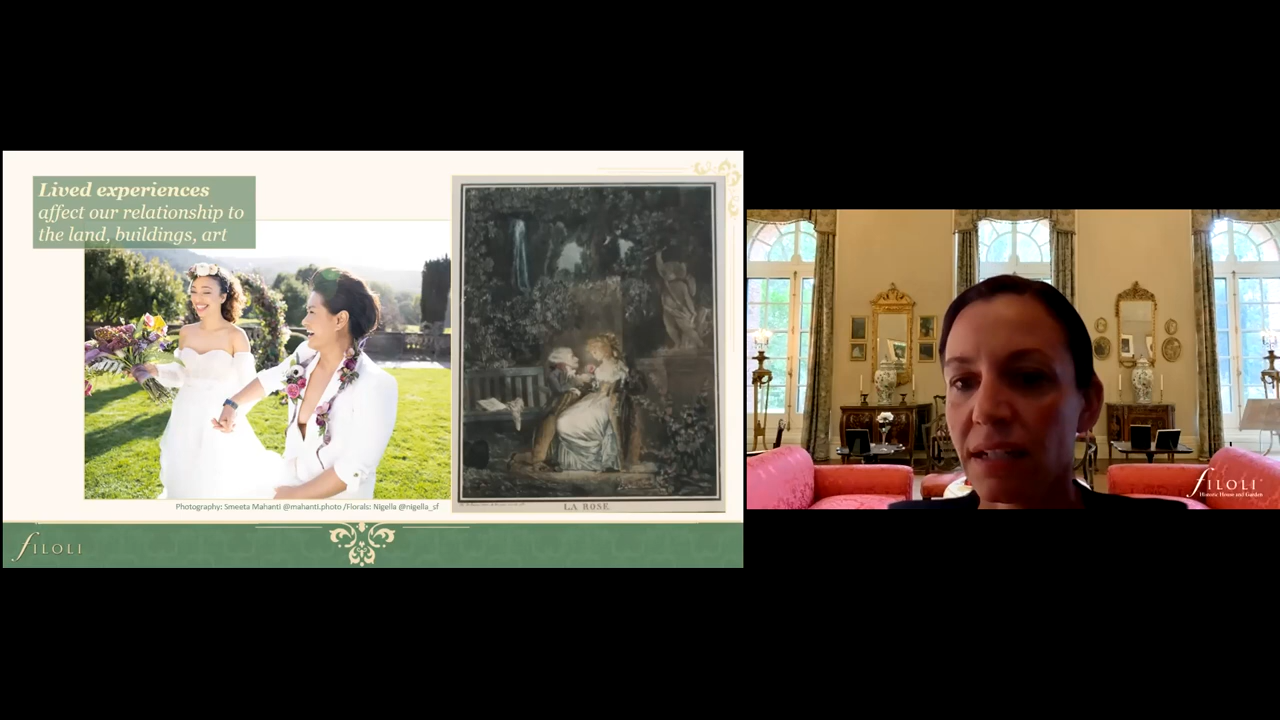 Lived experiences
affect our relationship to
the land, buildings, art
Photography: Smeeta Mahanti @mahanti.photo /Florals: Nigella @nigella_sf
LA ROSE.
FILOLI
FILOLI
Historic House and Garden